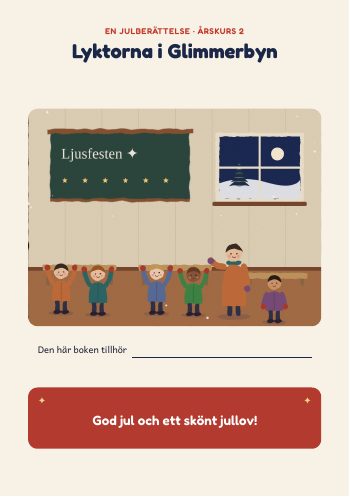 EN JULBERÄTTELSE · ÅRSKURS 2
Lyktorna i Glimmerbyn
Ljusfesten
Den här boken tillhör
God jul och ett skönt jullov!